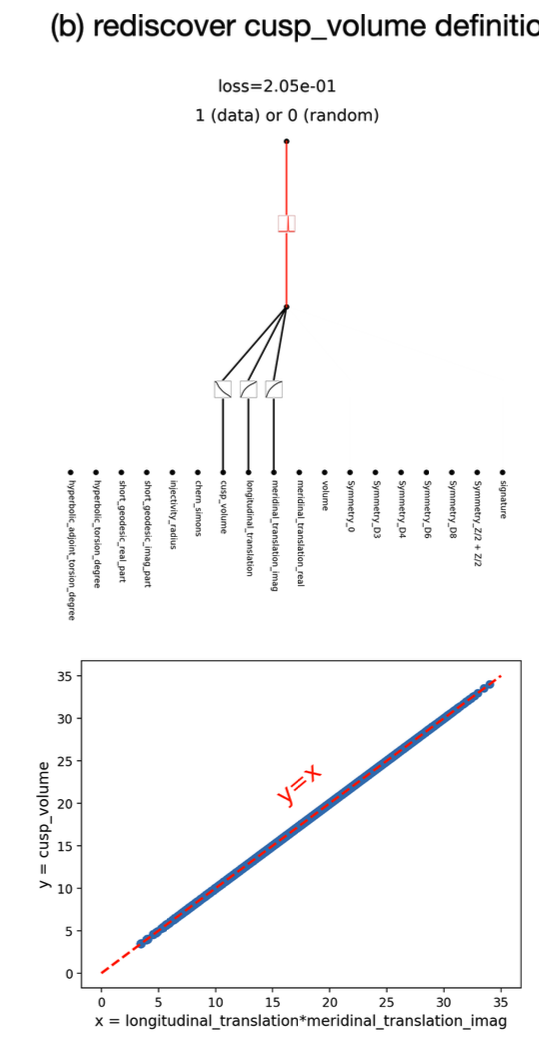 (b) rediscover cusp_volume definitio
loss=2.05e-01
1 (data) or 0 (random)
hyperbolic_adjoint_torsion_degree
hyperbolic_torsion_degree
short_geodesic_real_part
short_geodesic_imag_part
injectivity_radius
chern_simons
cusp_volume
longitudinal_translation
meridinal_translation_imag
meridinal_translation_real
volume
Symmetry_0
Symmetry_D3
Symmetry_D4
Symmetry_D6
Symmetry_D8
Symmetry_Z/2 + Z/2
signature
35
30
25
20
15
10
5
0
y = cusp_volume
y=x
0 5 10 15 20 25 30 35
x = longitudinal_translation*meridinal_translation_imag